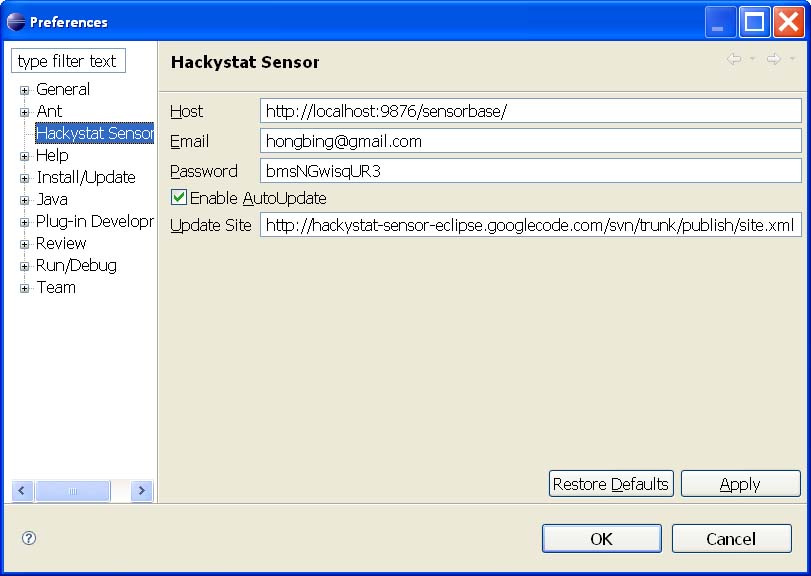 Preferences
type filter text
General
Ant
Hackystat Sensor
Help
Install/Update
Java
Plug-in Developr
Review
Run/Debug
Team
Hackystat Sensor
Host
http://localhost:9876/sensorbase/
Email
hongbing@gmail.com
Password
bmsNGwisqUR3
Enable AutoUpdate
Update Site
http://hackystat-sensor-eclipse.googlecode.com/svn/trunk/publish/site.xml
Restore Defaults
Apply
?
OK
Cancel